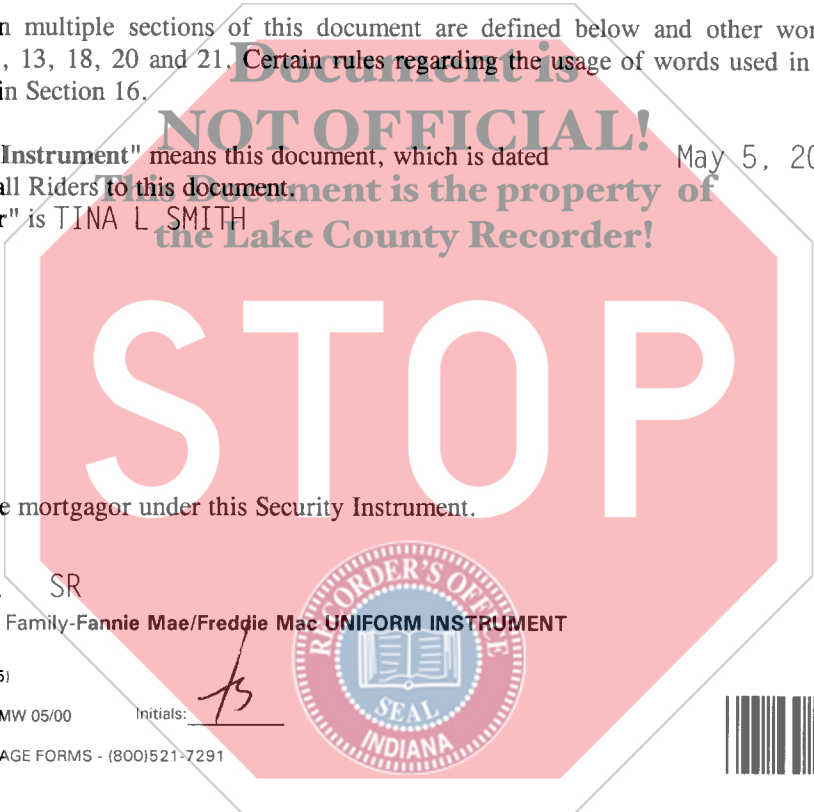 n multiple sections of this document are defined below and other wor
, 13, 18, 20 and 21. Certain rules regarding the usage of words used in
in Section 16.
Document is
NOT OFFICIAL!
This Document is the property of
the Lake County Recorder!
Instrument" means this document, which is dated May 5, 20
all Riders to this document.
r" is TINA L SMITH
STOP
e mortgagor under this Security Instrument.
SR
Family-Fannie Mae/Freddie Mac UNIFORM INSTRUMENT
MW 05/00 Initials:
AGE FORMS - (800)521-7291
RECORDER'S OFFICE
SEAL
INDIANA